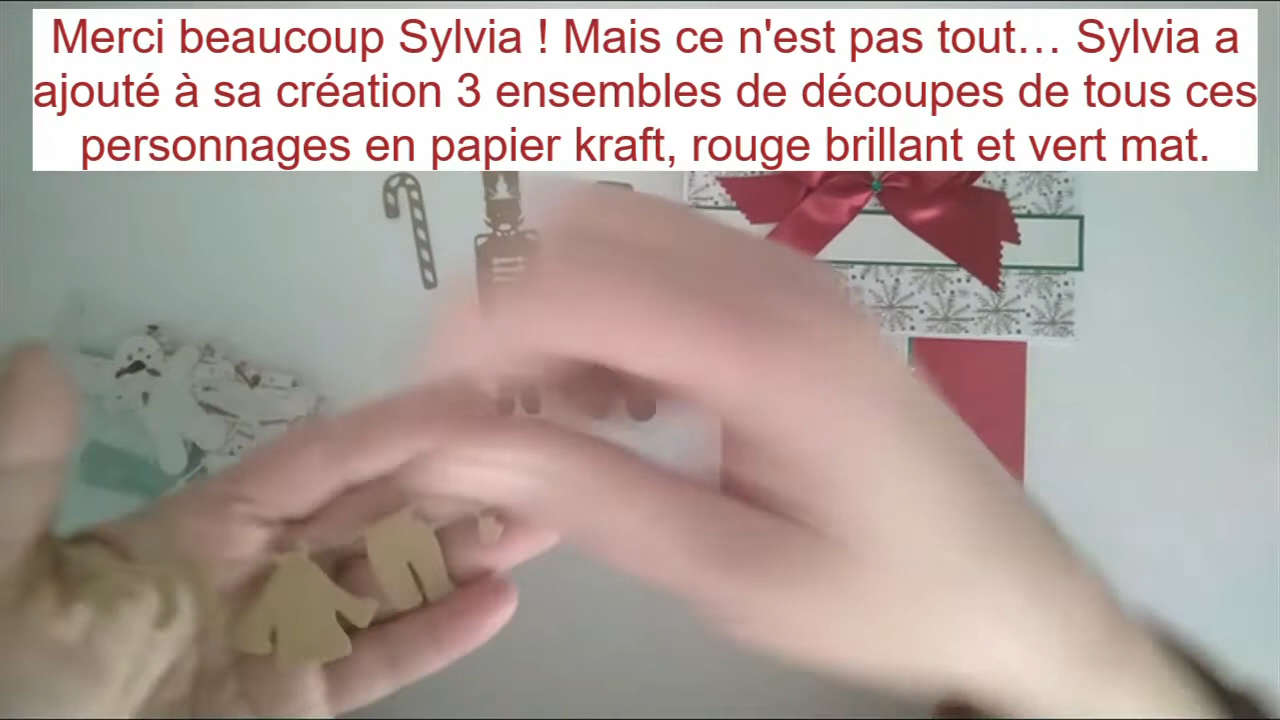 Merci beaucoup Sylvia ! Mais ce n'est pas tout… Sylvia a
ajouté à sa création 3 ensembles de découpes de tous ces
personnages en papier kraft, rouge brillant et vert mat.